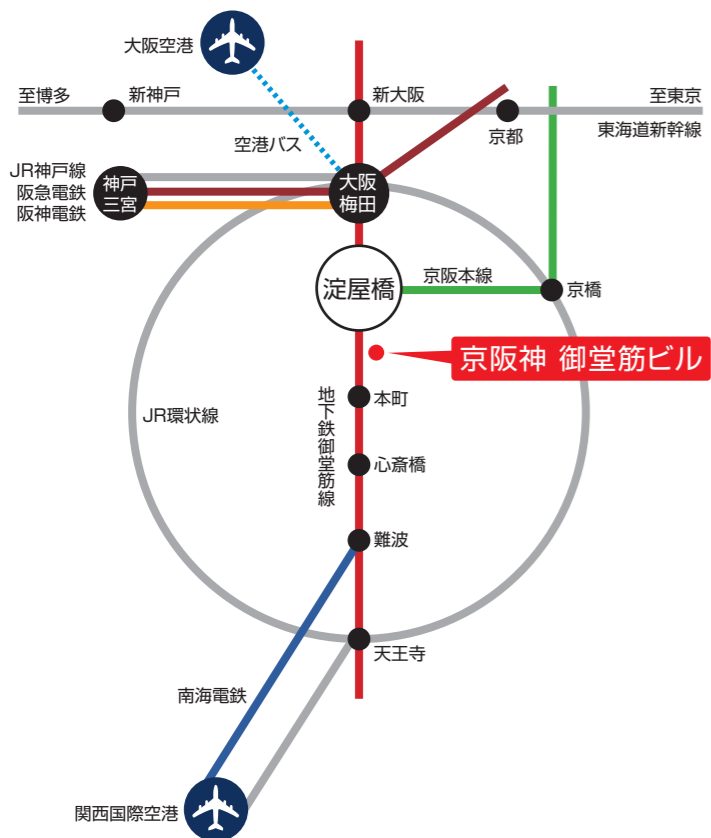 大阪空港
至博多
新神戸
新大阪
京都
至東京
東海道新幹線
空港バス
JR神戸線
阪急電鉄
阪神電鉄
神戸
三宮
大阪
梅田
淀屋橋
京阪本線
京橋
京阪神 御堂筋ビル
JR環状線
地下鉄御堂筋線
本町
心斎橋
難波
天王寺
南海電鉄
関西国際空港